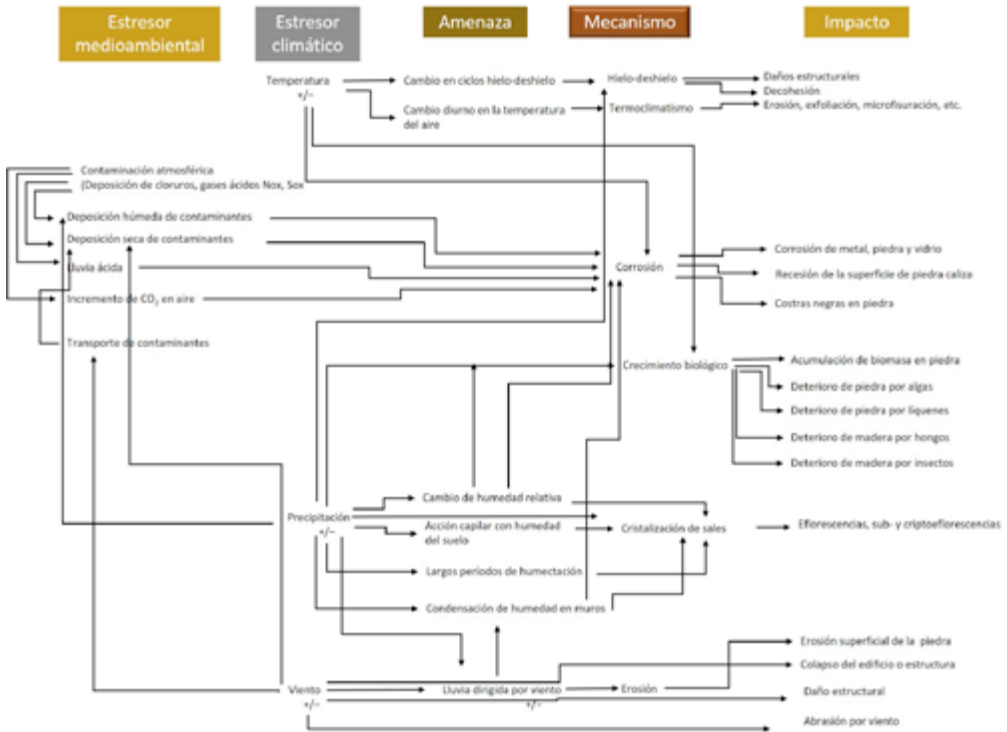 Estresor
medioambiental
Estresor
climático
Amenaza
Mecanismo
Impacto
Temperatura
+/−
Cambio en ciclos hielo-deshielo
Hielo-deshielo
Daños estructurales
Decohesión
Cambio diurno en la temperatura
del aire
Termoclimatismo
Erosión, exfoliación, microfisuración, etc.
Contaminación atmosférica
(Deposición de cloruros, gases ácidos Nox, Sox
Deposición húmeda de contaminantes
Deposición seca de contaminantes
Lluvia ácida
Incremento de CO₂ en aire
Transporte de contaminantes
Corrosión
Corrosión de metal, piedra y vidrio
Recesión de la superficie de piedra caliza
Costras negras en piedra
Crecimiento biológico
Acumulación de biomasa en piedra
Deterioro de piedra por algas
Deterioro de piedra por líquenes
Deterioro de madera por hongos
Deterioro de madera por insectos
Precipitación
+/−
Cambio de humedad relativa
Acción capilar con humedad
del suelo
Largos períodos de humectación
Condensación de humedad en muros
Cristalización de sales
Eflorescencias, sub- y criptoeflorescencias
Viento
+/−
Lluvia dirigida por viento
+/−
Erosión
Erosión superficial de la piedra
Colapso del edificio o estructura
Daño estructural
Abrasión por viento